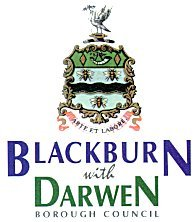 ARTE ET LABORE
BLACKBURN
with
DARWEN
BOROUGH COUNCIL